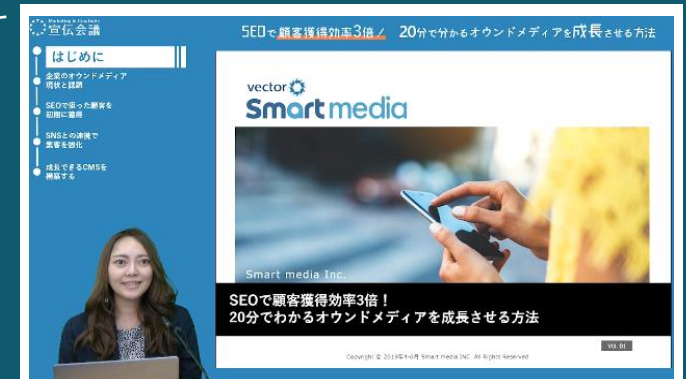 Marketing & Creativity
宣伝会議
SEOで顧客獲得効率3倍! 20分で分かるオウンドメディアを成長させる方法
はじめに
企業のオウンドメディア
現状と課題
SEOで狙った顧客を
初期に獲得
SNSとの連携で
集客を強化
成長できるCMSを
構築する
vector
Smart media
Smart media Inc.
SEOで顧客獲得効率3倍!
20分でわかるオウンドメディアを成長させる方法
Vol. 01
Copyright © 2019年4-6月 Smart media INC. All Rights Reserved